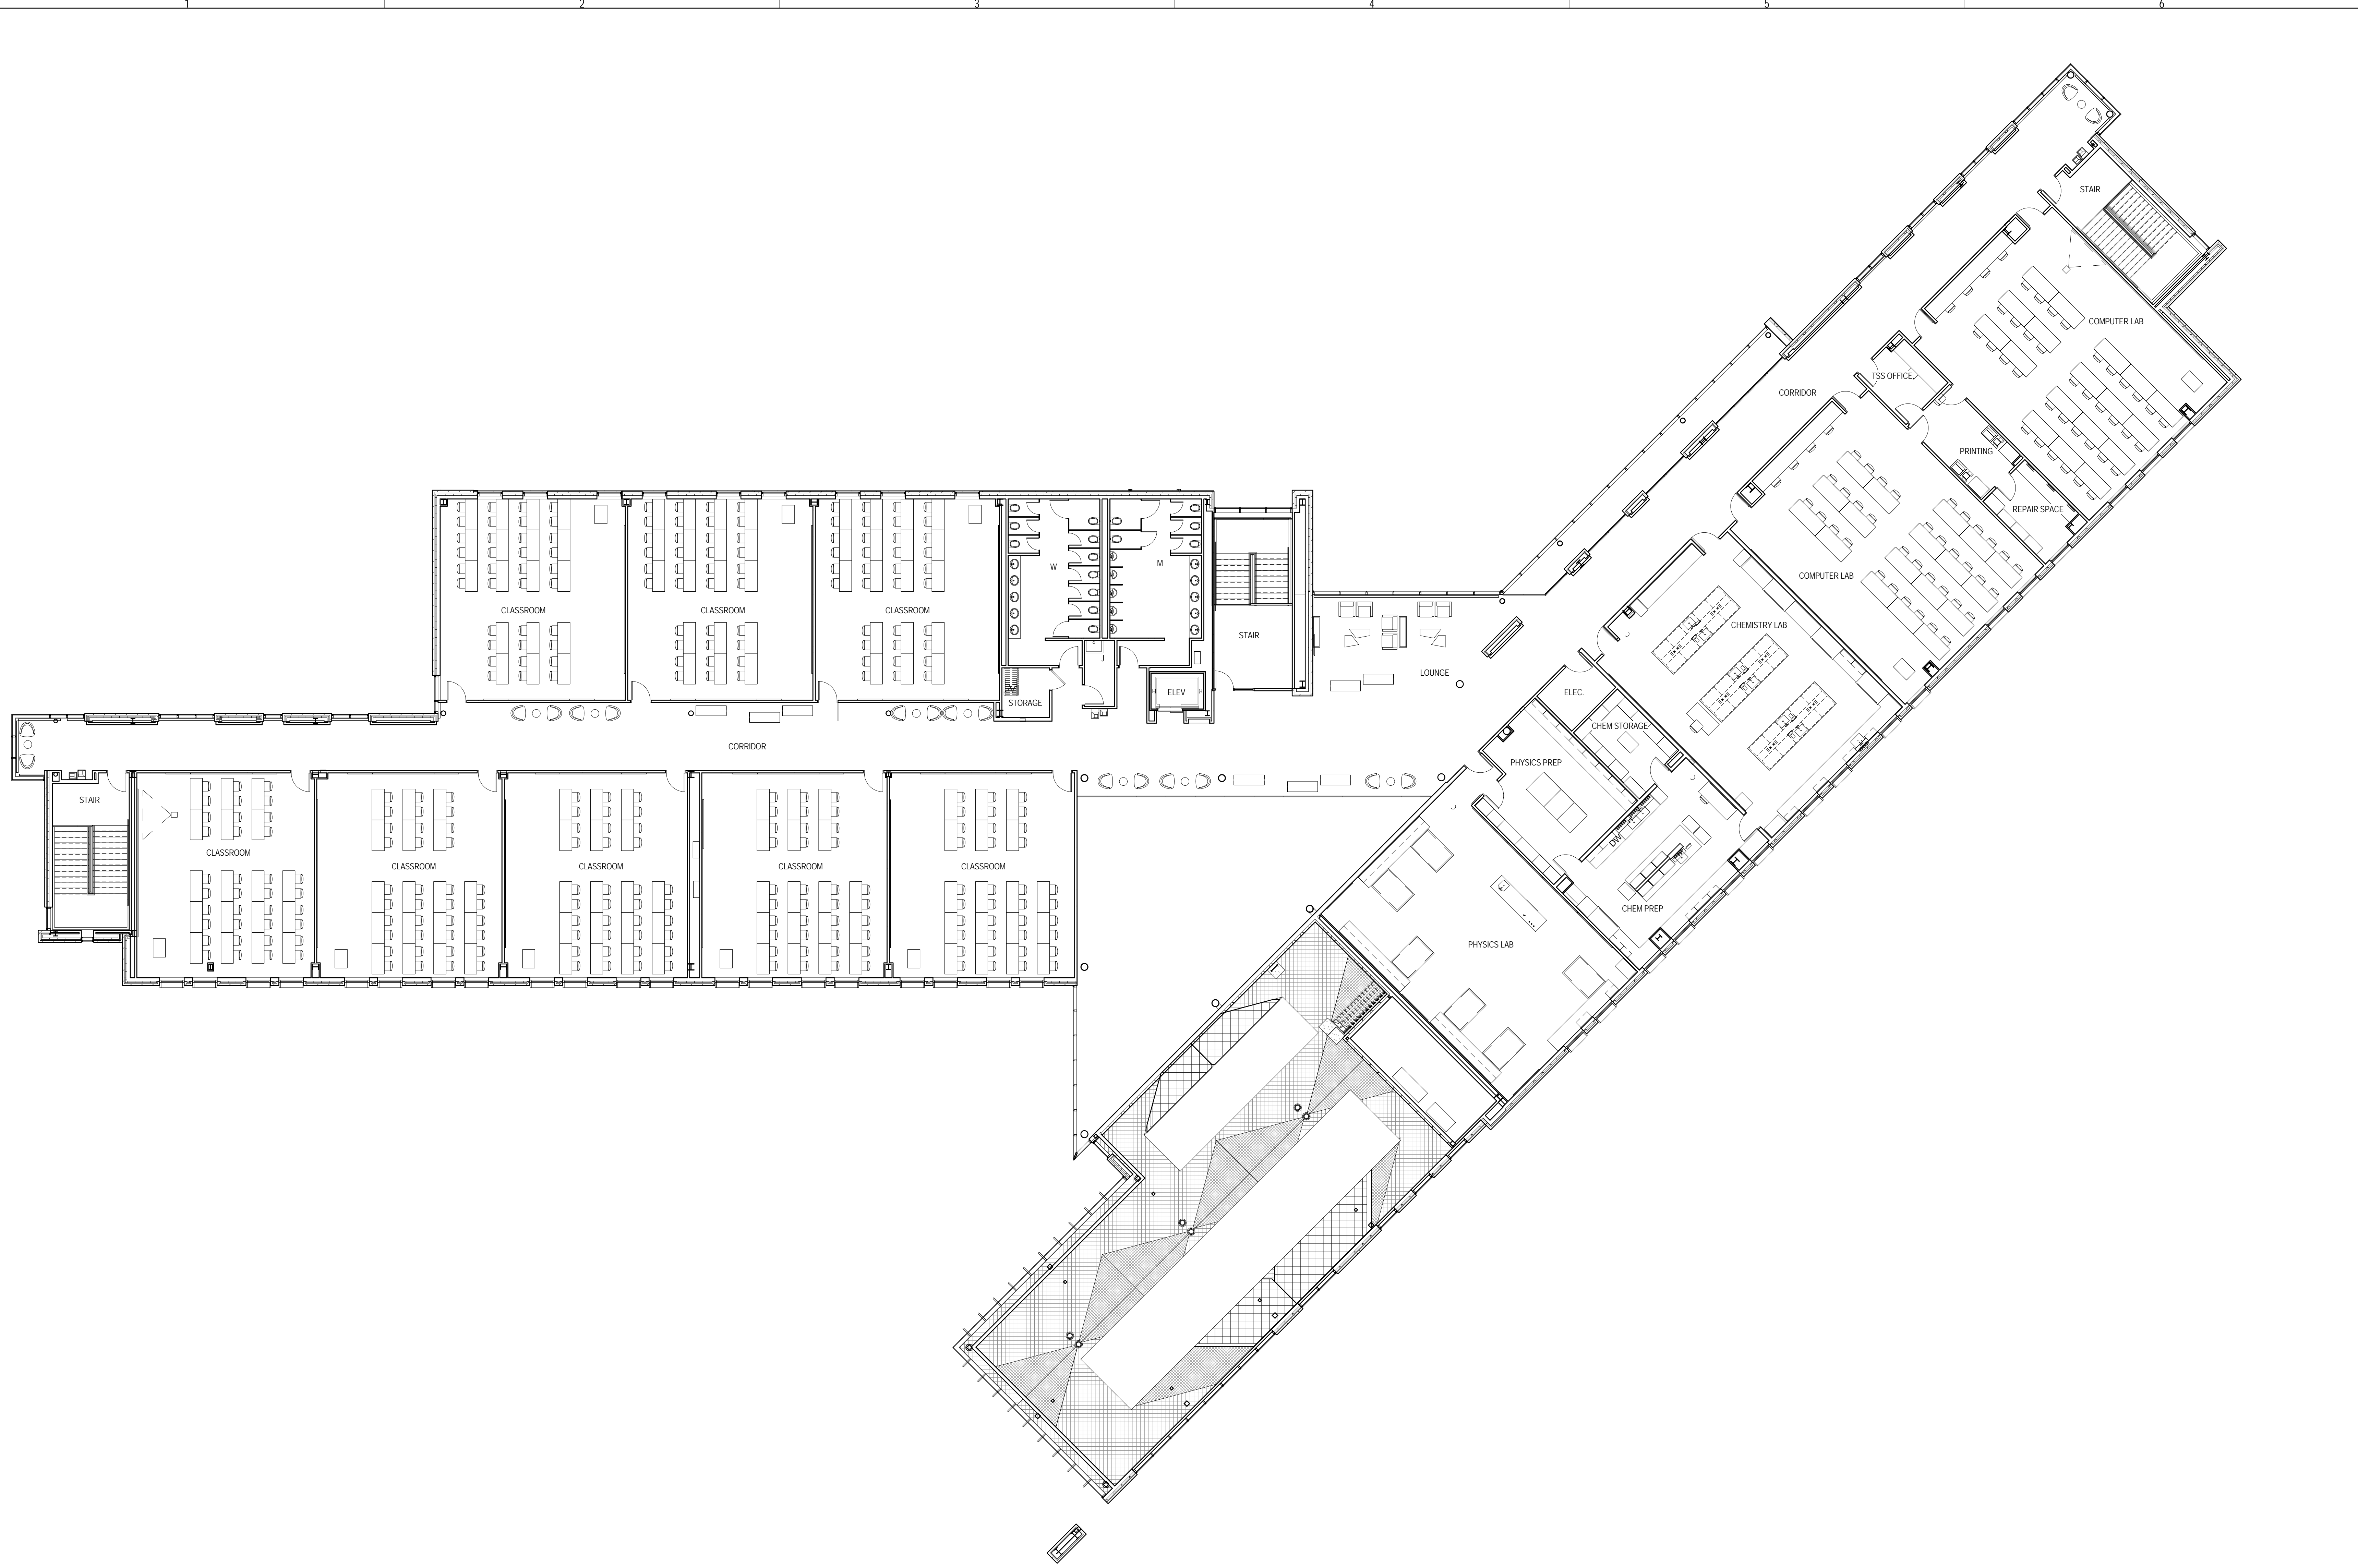 1 2 3 4 5 6
STAIR
COMPUTER LAB
TSS OFFICE
CORRIDOR
PRINTING
REPAIR SPACE
COMPUTER LAB
W
M
CLASSROOM
CLASSROOM
CLASSROOM
STAIR
CHEMISTRY LAB
J
LOUNGE
ELEV
ELEC.
STORAGE
CHEM STORAGE
CORRIDOR
PHYSICS PREP
STAIR
DW
CLASSROOM
CLASSROOM
CLASSROOM
CLASSROOM
CLASSROOM
CHEM PREP
PHYSICS LAB